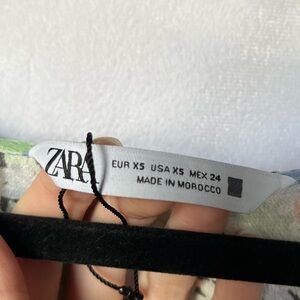 ZARA
EUR XS USA XS MEX 24
MADE IN MOROCCO